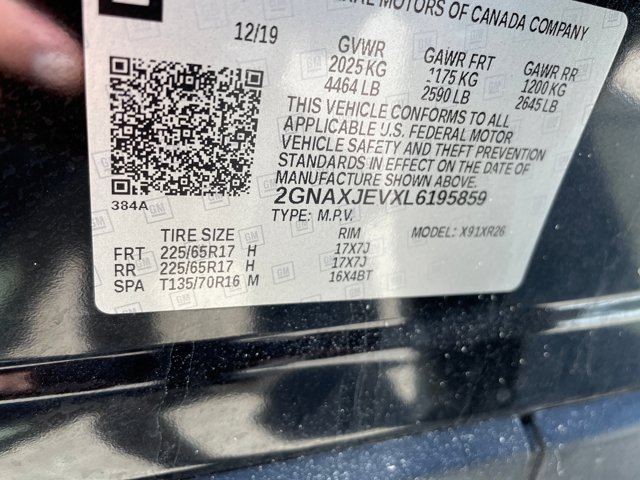 MOTORS OF CANADA COMPANY
12/19
GVWR
2025 KG
4464 LB
GAWR FRT
1175 KG
2590 LB
GAWR RR
1200 KG
2645 LB
THIS VEHICLE CONFORMS TO ALL
APPLICABLE U.S. FEDERAL MOTOR
VEHICLE SAFETY AND THEFT PREVENTION
STANDARDS IN EFFECT ON THE DATE OF
MANUFACTURE SHOWN ABOVE.
384A
2GNAXJEVXL6195859
TYPE: M.P.V.
MODEL: X91XR26
TIRE SIZE RIM
FRT 225/65R17 H 17X7J
RR 225/65R17 H 17X7J
SPA T135/70R16 M 16X4BT